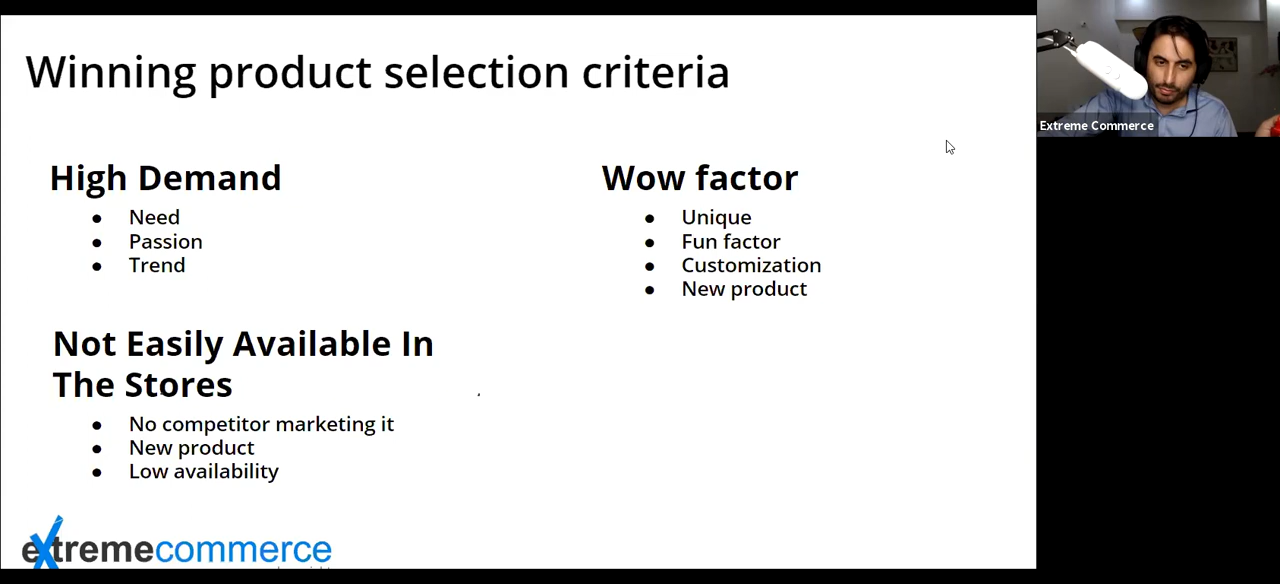 Winning product selection criteria
High Demand
● Need
● Passion
● Trend
Wow factor
● Unique
● Fun factor
● Customization
● New product
Not Easily Available In
The Stores
● No competitor marketing it
● New product
● Low availability
extremecommerce
Extreme Commerce